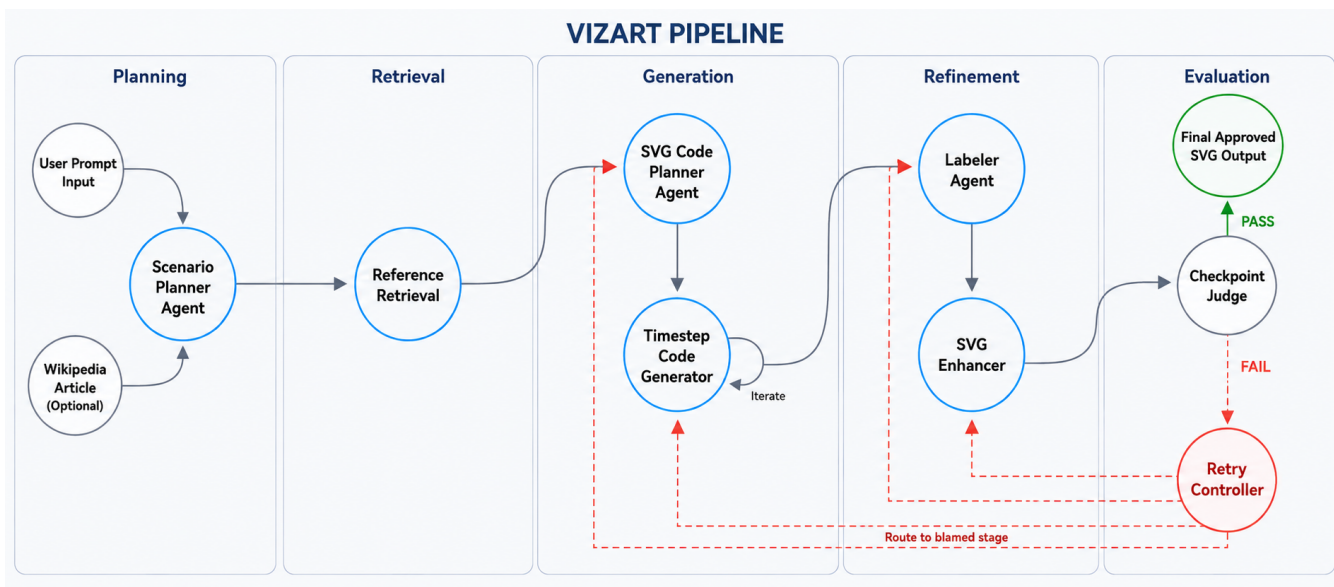 VIZART PIPELINE
Planning
User Prompt
Input
Scenario
Planner
Agent
Wikipedia
Article
(Optional)
Retrieval
Reference
Retrieval
Generation
SVG Code
Planner
Agent
Timestep
Code
Generator
Iterate
Refinement
Labeler
Agent
SVG
Enhancer
Evaluation
Final Approved
SVG Output
PASS
Checkpoint
Judge
FAIL
Retry
Controller
Route to blamed stage